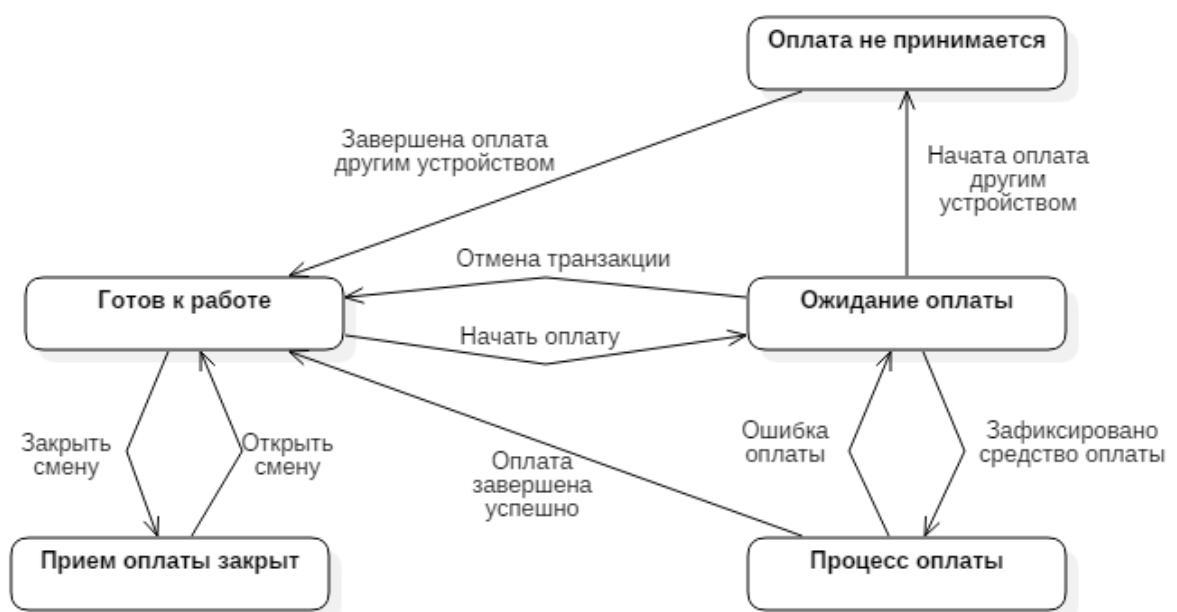 Оплата не принимается
Завершена оплата
другим устройством
Начата оплата
другим
устройством
Отмена транзакции
Готов к работе
Ожидание оплаты
Начать оплату
Закрыть
смену
Открыть
смену
Оплата
завершена
успешно
Ошибка
оплаты
Зафиксировано
средство оплаты
Прием оплаты закрыт
Процесс оплаты